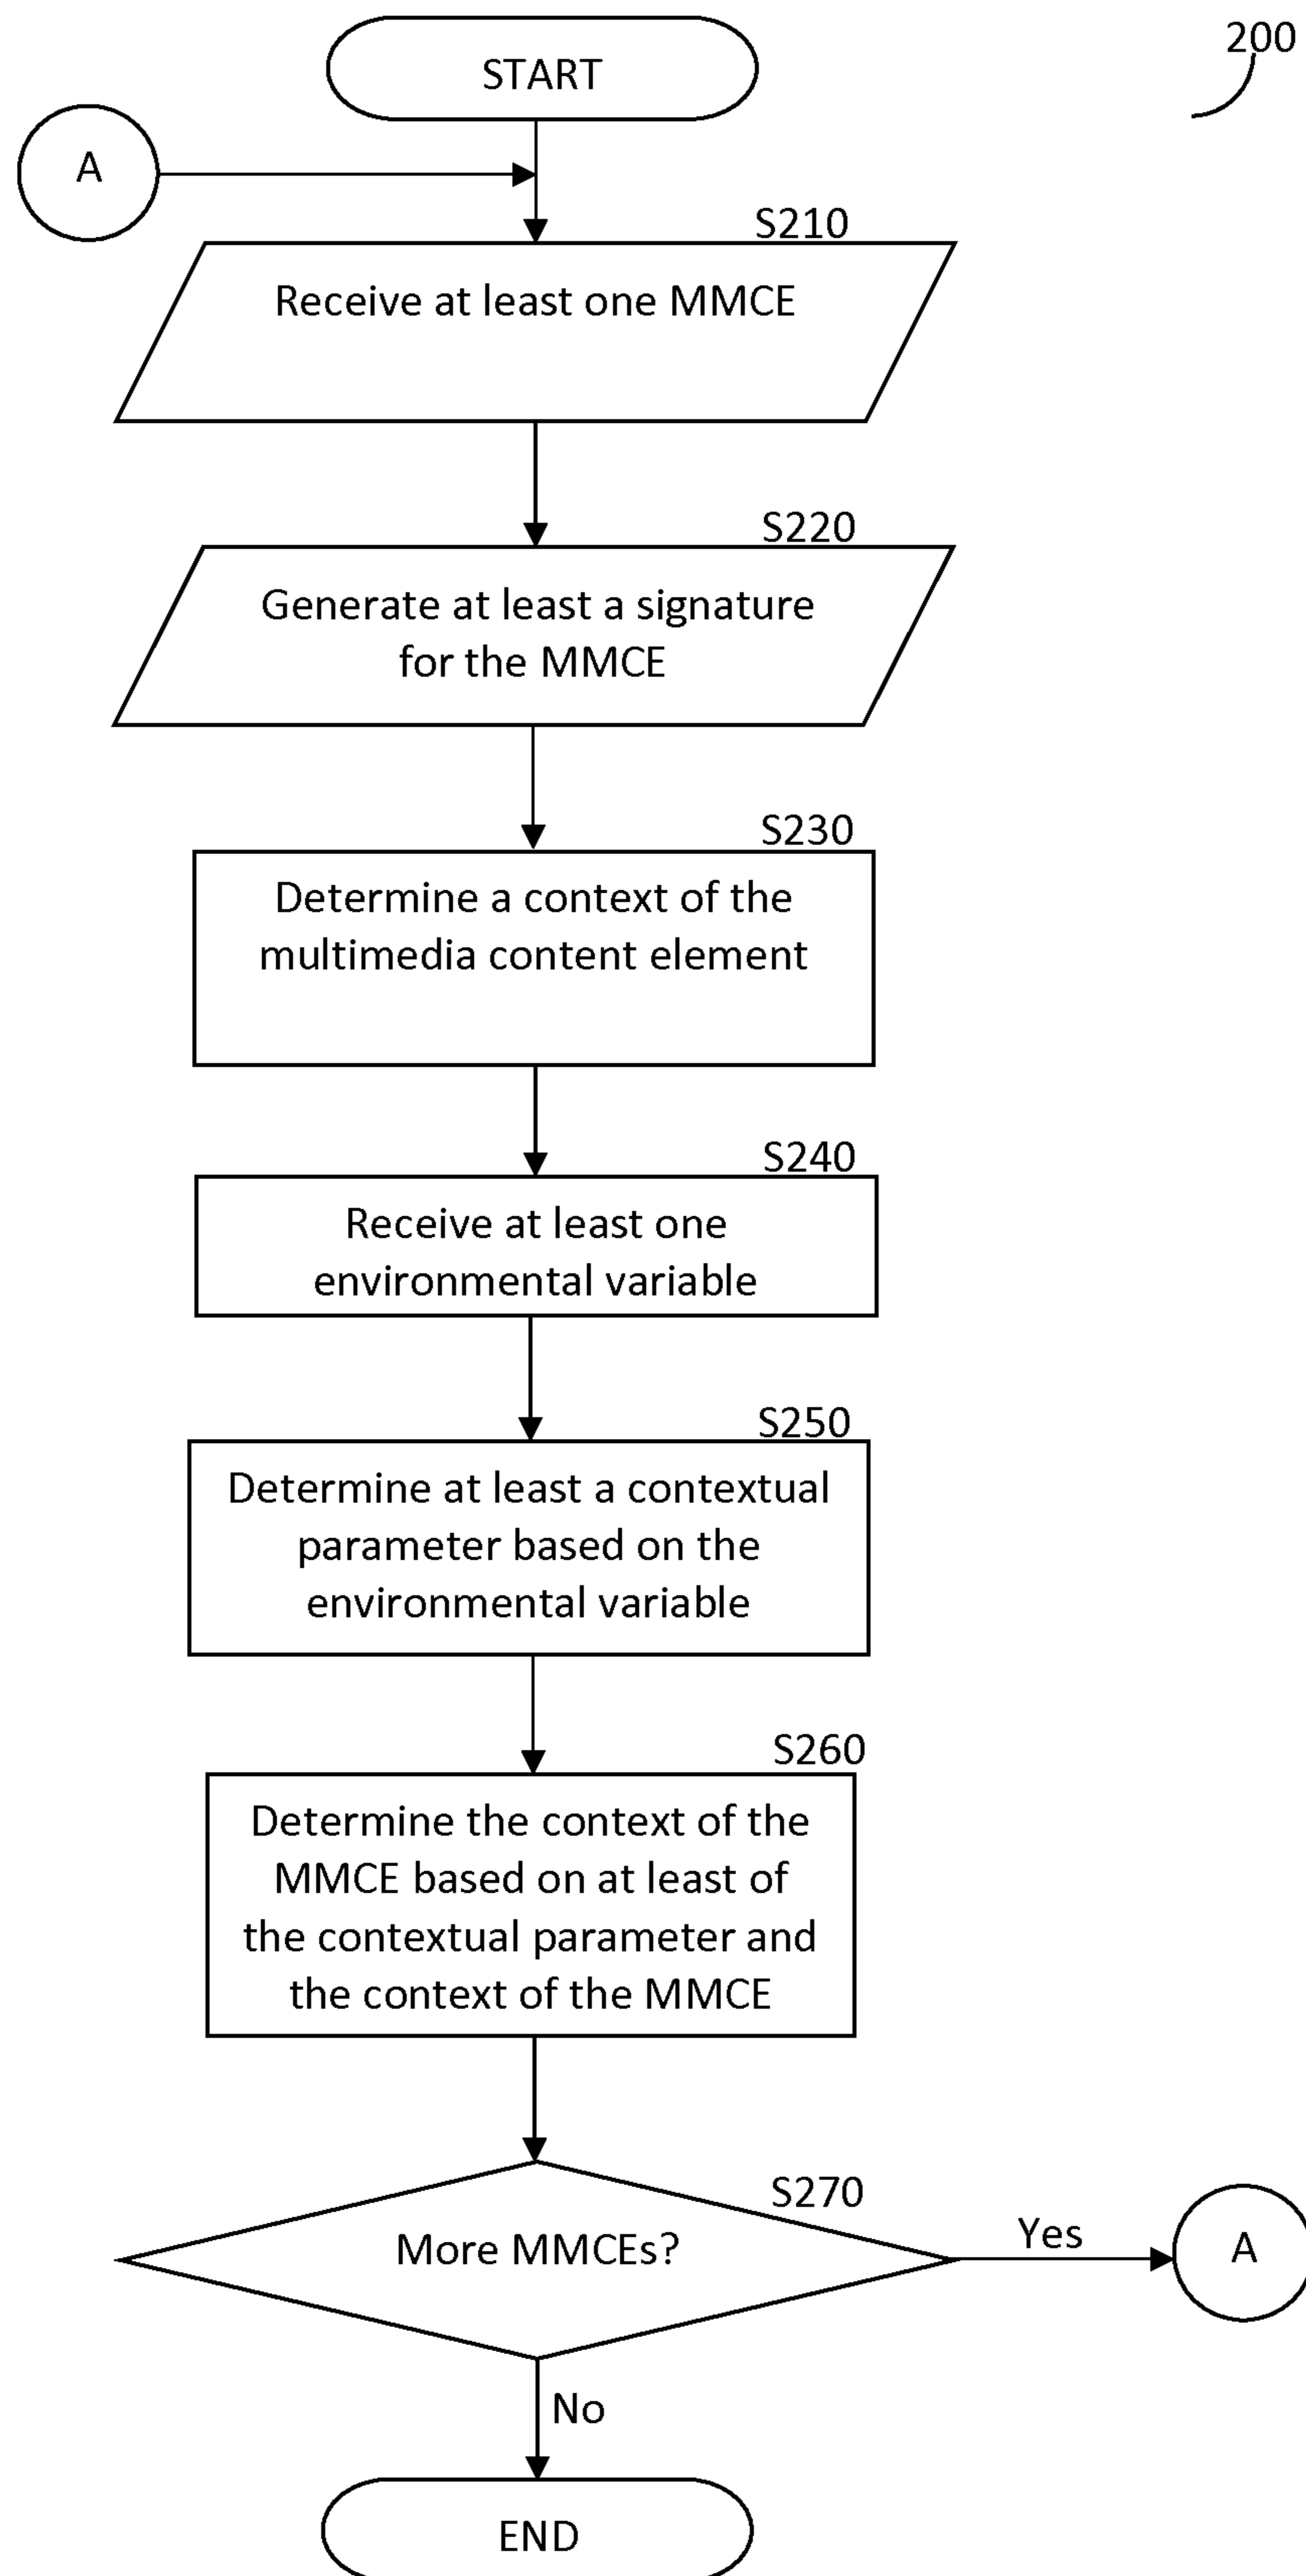 START
200
A
S210
Receive at least one MMCE
S220
Generate at least a signature
for the MMCE
S230
Determine a context of the
multimedia content element
S240
Receive at least one
environmental variable
S250
Determine at least a contextual
parameter based on the
environmental variable
S260
Determine the context of the
MMCE based on at least of
the contextual parameter and
the context of the MMCE
S270
More MMCEs?
Yes
A
No
END